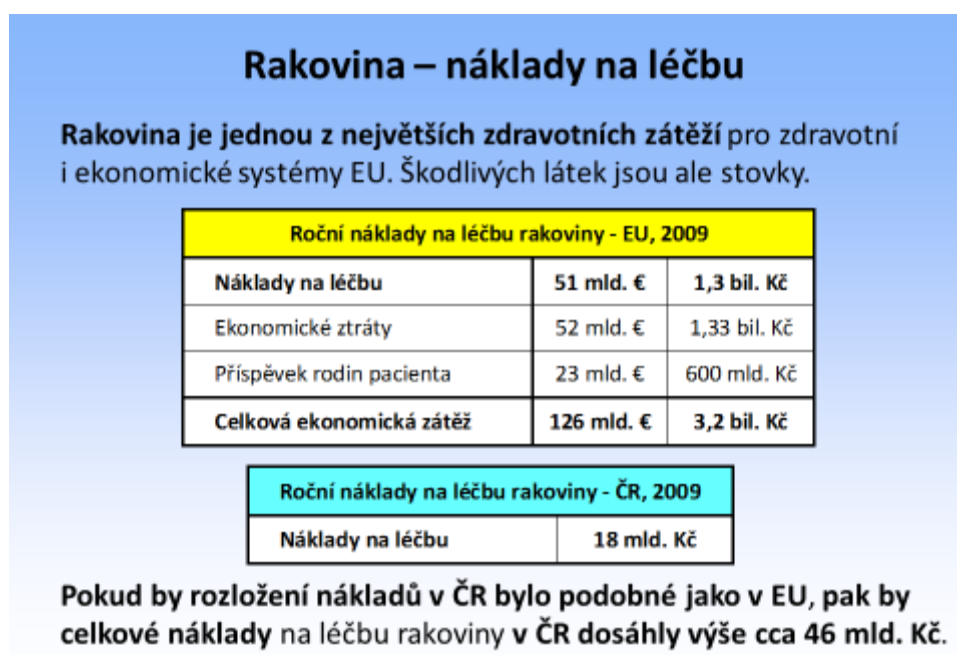 Rakovina – náklady na léčbu
Rakovina je jednou z největších zdravotních zátěží pro zdravotní
i ekonomické systémy EU. Škodlivých látek jsou ale stovky.
Roční náklady na léčbu rakoviny - EU, 2009
Náklady na léčbu 51 mld. € 1,3 bil. Kč
Ekonomické ztráty 52 mld. € 1,33 bil. Kč
Příspěvek rodin pacienta 23 mld. € 600 mld. Kč
Celková ekonomická zátěž 126 mld. € 3,2 bil. Kč
Roční náklady na léčbu rakoviny - ČR, 2009
Náklady na léčbu 18 mld. Kč
Pokud by rozložení nákladů v ČR bylo podobné jako v EU, pak by
celkové náklady na léčbu rakoviny v ČR dosáhly výše cca 46 mld. Kč.